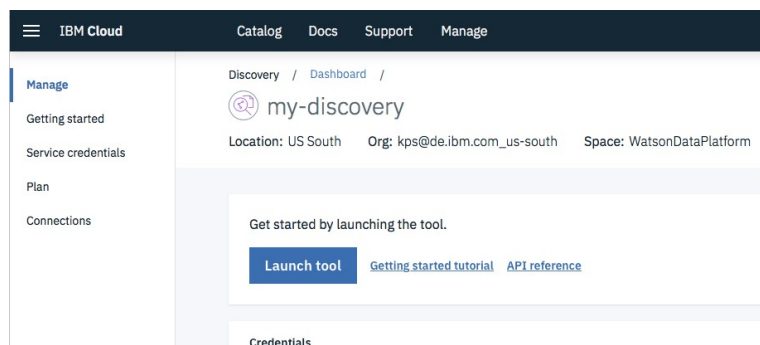 IBM Cloud Catalog Docs Support Manage
Manage
Getting started
Service credentials
Plan
Connections
Discovery / Dashboard /
my-discovery
Location: US South Org: kps@de.ibm.com_us-south Space: WatsonDataPlatform
Get started by launching the tool.
Launch tool Getting started tutorial API reference
Credentials